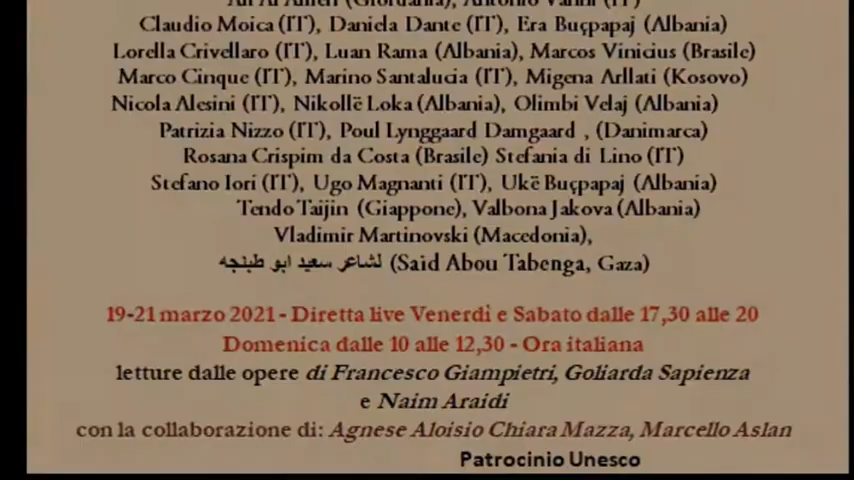 Claudio Moica (IT), Daniela Dante (IT), Era Buçpapaj (Albania)
Lorella Crivellaro (IT), Luan Rama (Albania), Marcos Vinicius (Brasile)
Marco Cinque (IT), Marino Santalucia (IT), Migena Arllati (Kosovo)
Nicola Alesini (IT), Nikollë Loka (Albania), Olimbi Velaj (Albania)
Patrizia Nizzo (IT), Poul Lynggaard Damgaard , (Danimarca)
Rosana Crispim da Costa (Brasile) Stefania di Lino (IT)
Stefano Iori (IT), Ugo Magnanti (IT), Ukë Buçpapaj (Albania)
Tendo Taijin (Giappone), Valbona Jakova (Albania)
Vladimir Martinovski (Macedonia),
لشاعر سعيد ابو طبنجه (Said Abou Tabenga, Gaza)
19-21 marzo 2021 - Diretta live Venerdi e Sabato dalle 17,30 alle 20
Domenica dalle 10 alle 12,30 - Ora italiana
letture dalle opere di Francesco Giampietri, Goliarda Sapienza
e Naim Araidi
con la collaborazione di: Agnese Aloisio Chiara Mazza, Marcello Aslan
Patrocinio Unesco